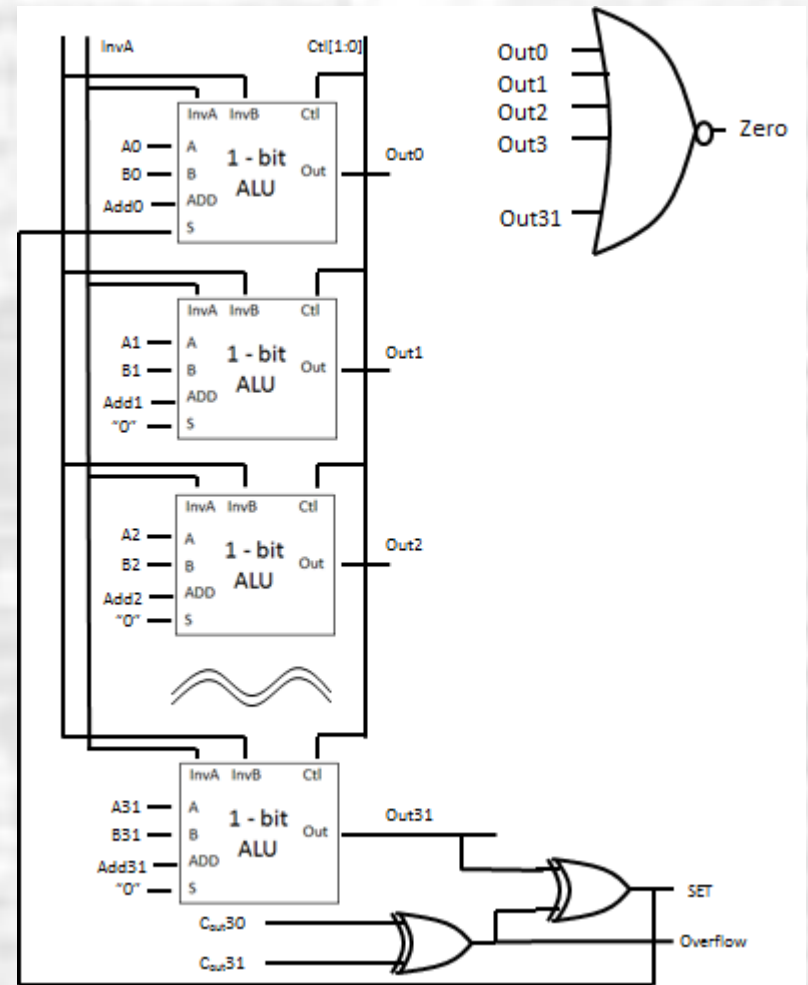 InvA Ctl[1:0]
InvA InvB Ctl
A0 A
B0 B
Add0 ADD
S
1 - bit
ALU
Out
Out0
InvA InvB Ctl
A1 A
B1 B
Add1 ADD
"0" S
1 - bit
ALU
Out
Out1
InvA InvB Ctl
A2 A
B2 B
Add2 ADD
"0" S
1 - bit
ALU
Out
Out2
InvA InvB Ctl
A31 A
B31 B
Add31 ADD
"0" S
1 - bit
ALU
Out
Out31
Cout30
Cout31
SET
Overflow
Out0
Out1
Out2
Out3
Out31
Zero